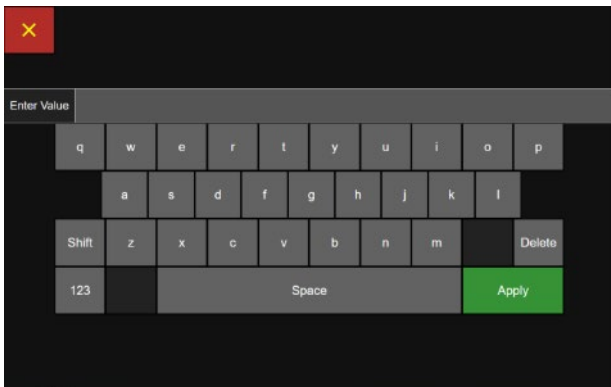 ×
Enter Value
q w e r t y u i o p
a s d f g h j k l
Shift z x c v b n m Delete
123 Space Apply